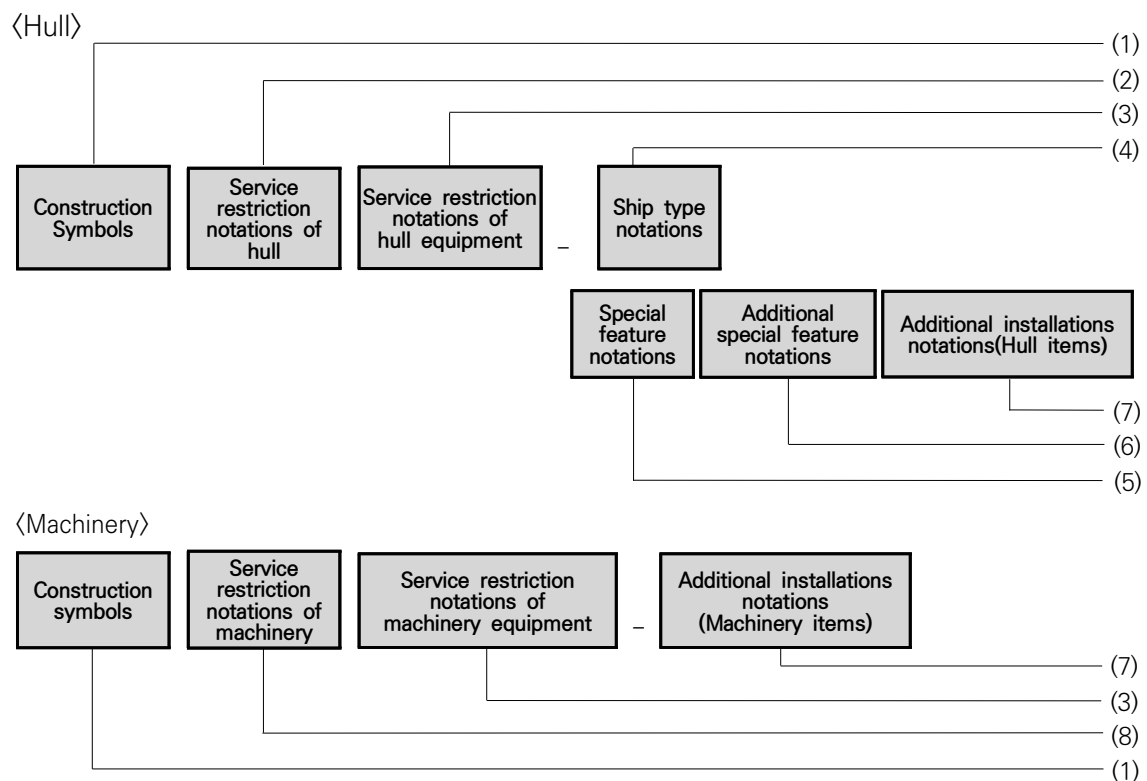 〈Hull〉
(1)
(2)
(3)
(4)
Construction
Symbols
Service
restriction
notations of
hull
Service restriction
notations of
hull equipment
–
Ship type
notations
Special
feature
notations
Additional
special feature
notations
Additional installations
notations(Hull items)
(7)
(6)
(5)
〈Machinery〉
Construction
symbols
Service
restriction
notations of
machinery
Service restriction
notations of
machinery equipment
–
Additional installations
notations
(Machinery items)
(7)
(3)
(8)
(1)